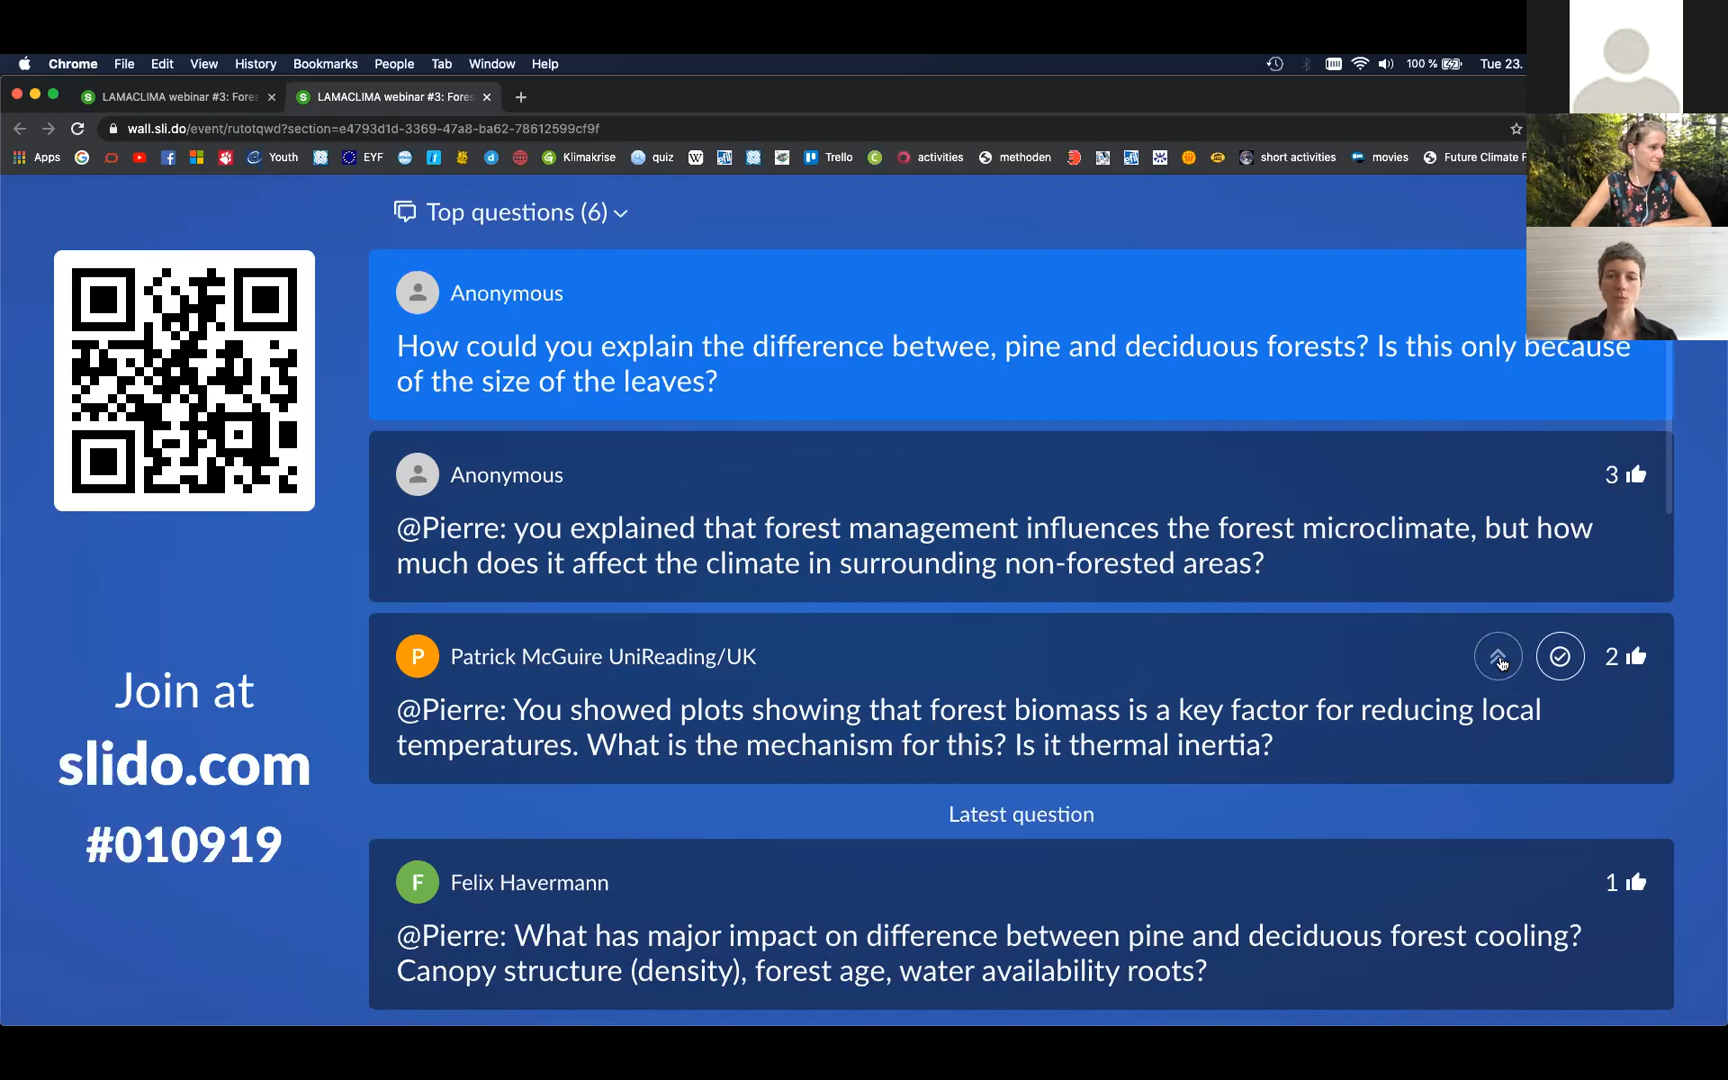 Chrome File Edit View History Bookmarks People Tab Window Help 100 % Tue 23.
LAMACLIMA webinar #3: Fores LAMACLIMA webinar #3: Fores
wall.sli.do/event/rutotqwd?section=e4793d1d-3369-47a8-ba62-78612599cf9f
Apps Youth EYF Klimakrise quiz Trello activities methoden short activities movies Future Climate F
Top questions (6)
Anonymous
How could you explain the difference betwee, pine and deciduous forests? Is this only because
of the size of the leaves?
Anonymous 3
@Pierre: you explained that forest management influences the forest microclimate, but how
much does it affect the climate in surrounding non-forested areas?
P Patrick McGuire UniReading/UK 2
@Pierre: You showed plots showing that forest biomass is a key factor for reducing local
temperatures. What is the mechanism for this? Is it thermal inertia?
Latest question
F Felix Havermann 1
@Pierre: What has major impact on difference between pine and deciduous forest cooling?
Canopy structure (density), forest age, water availability roots?
Join at
slido.com
#010919